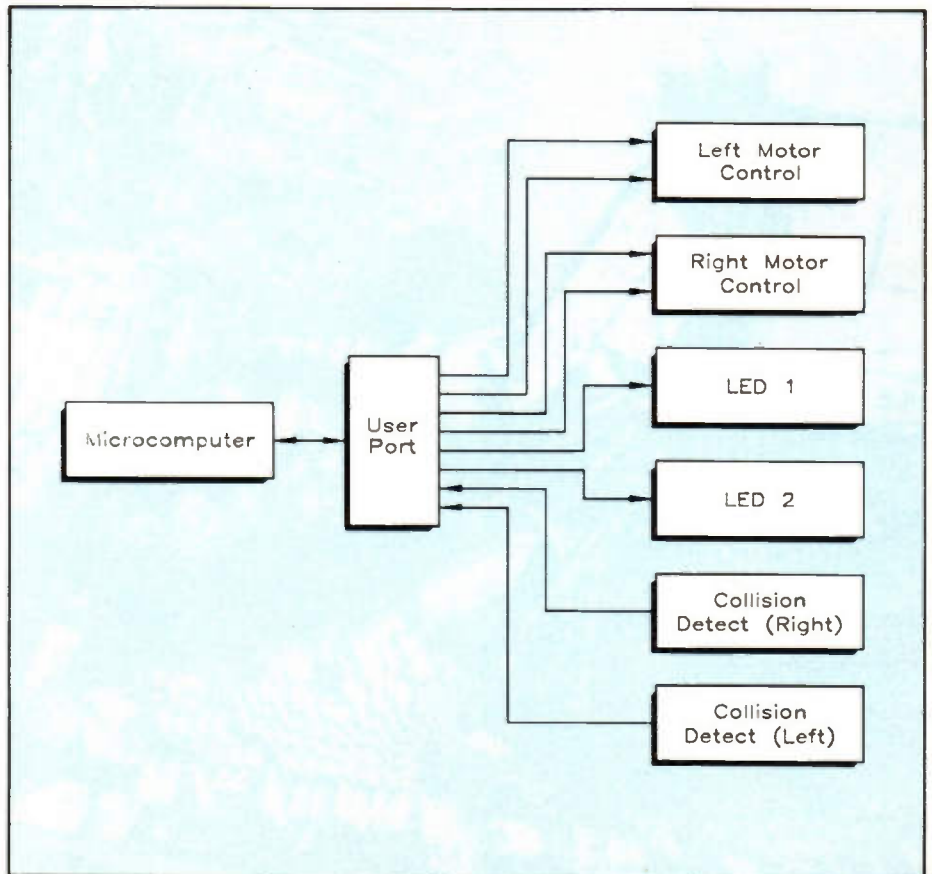 Left Motor
Control
Right Motor
Control
LED 1
User
Port
Microcomputer
LED 2
Collision
Detect (Right)
Collision
Detect (Left)